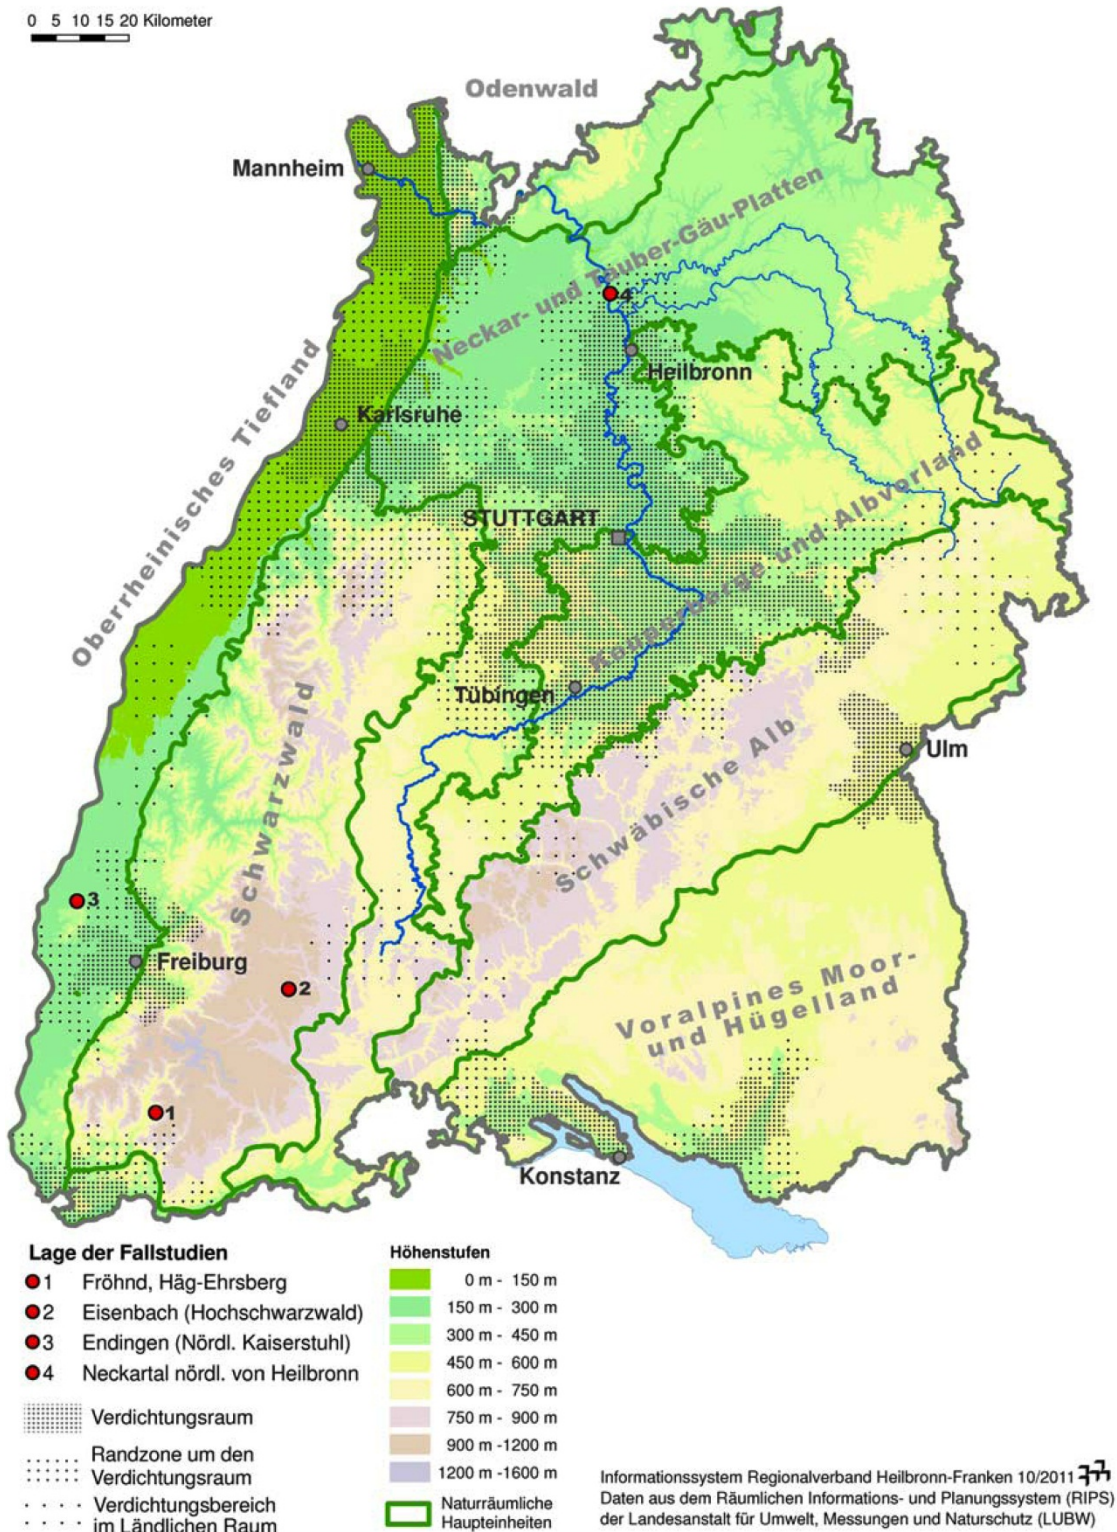 0 5 10 15 20 Kilometer
Odenwald
Mannheim
Neckar- und Tauber-Gäu-Platten
4
Heilbronn
Oberrheinisches Tiefland
Karlsruhe
STUTTGART
Keuperberge und Albvorland
Tübingen
Schwarzwald
Schwäbische Alb
Ulm
3
Freiburg
2
Voralpines Moor-
und Hügelland
1
Konstanz
Lage der Fallstudien
1 Fröhnd, Häg-Ehrsberg
2 Eisenbach (Hochschwarzwald)
3 Endingen (Nördl. Kaiserstuhl)
4 Neckartal nördl. von Heilbronn
Verdichtungsraum
Randzone um den
Verdichtungsraum
Verdichtungsbereich
im Ländlichen Raum
Höhenstufen
0 m - 150 m
150 m - 300 m
300 m - 450 m
450 m - 600 m
600 m - 750 m
750 m - 900 m
900 m -1200 m
1200 m -1600 m
Naturräumliche
Haupteinheiten
Informationssystem Regionalverband Heilbronn-Franken 10/2011
Daten aus dem Räumlichen Informations- und Planungssystem (RIPS)
der Landesanstalt für Umwelt, Messungen und Naturschutz (LUBW)